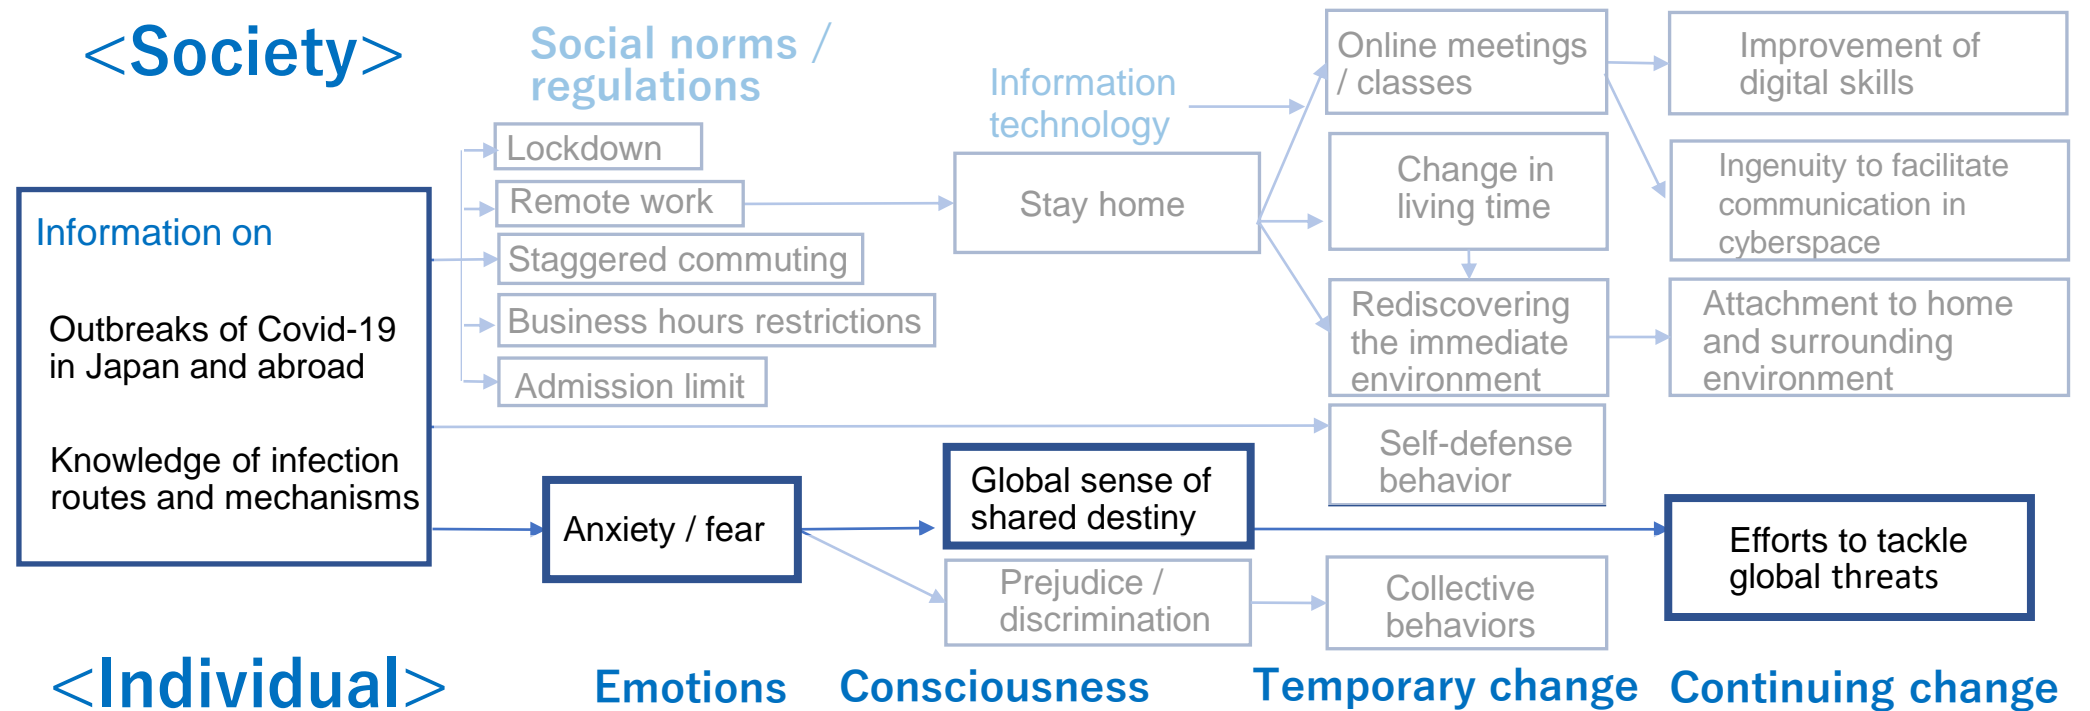 <Society>
Social norms /
regulations
Information
technology
Online meetings
/ classes
Improvement of
digital skills
Lockdown
Remote work
Staggered commuting
Business hours restrictions
Admission limit
Stay home
Change in
living time
Ingenuity to facilitate
communication in
cyberspace
Information on
Outbreaks of Covid-19
in Japan and abroad
Knowledge of infection
routes and mechanisms
Rediscovering
the immediate
environment
Attachment to home
and surrounding
environment
Self-defense
behavior
Anxiety / fear
Global sense of
shared destiny
Efforts to tackle
global threats
Prejudice /
discrimination
Collective
behaviors
<Individual>
Emotions
Consciousness
Temporary change
Continuing change